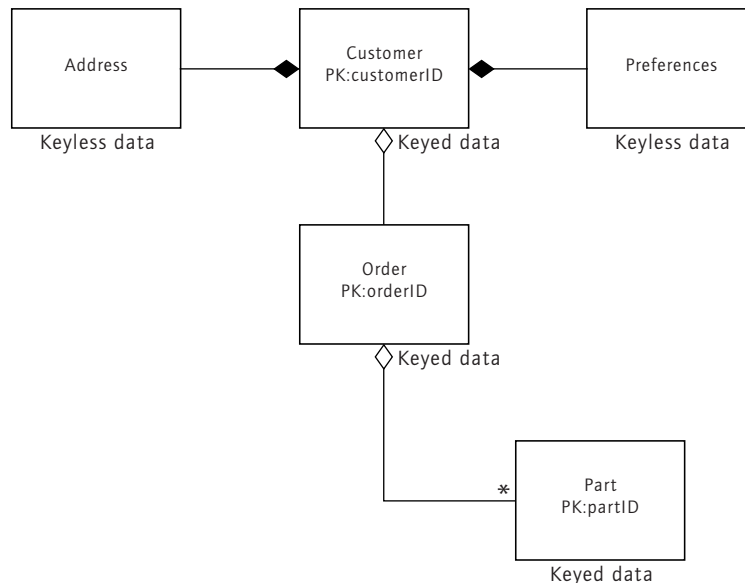 Address
Keyless data
Customer
PK:customerID
Keyed data
Preferences
Keyless data
Order
PK:orderID
Keyed data
*
Part
PK:partID
Keyed data